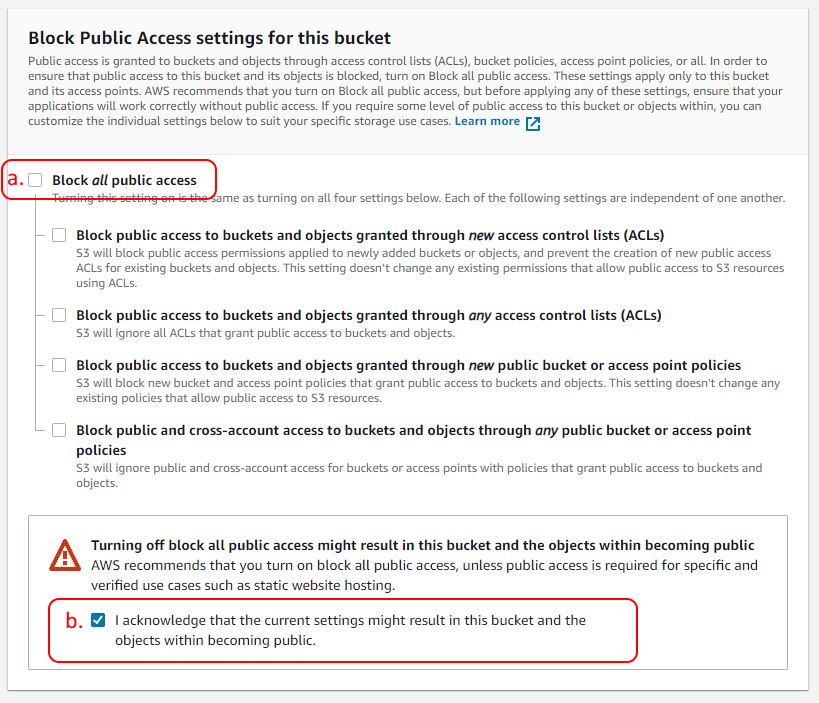 Block Public Access settings for this bucket
Public access is granted to buckets and objects through access control lists (ACLs), bucket policies, access point policies, or all. In order to
ensure that public access to this bucket and its objects is blocked, turn on Block all public access. These settings apply only to this bucket
and its access points. AWS recommends that you turn on Block all public access, but before applying any of these settings, ensure that your
applications will work correctly without public access. If you require some level of public access to this bucket or objects within, you can
customize the individual settings below to suit your specific storage use cases. Learn more
a. Block all public access
Turning this setting on is the same as turning on all four settings below. Each of the following settings are independent of one another.
Block public access to buckets and objects granted through new access control lists (ACLs)
S3 will block public access permissions applied to newly added buckets or objects, and prevent the creation of new public access
ACLs for existing buckets and objects. This setting doesn't change any existing permissions that allow public access to S3 resources
using ACLs.
Block public access to buckets and objects granted through any access control lists (ACLs)
S3 will ignore all ACLs that grant public access to buckets and objects.
Block public access to buckets and objects granted through new public bucket or access point policies
S3 will block new bucket and access point policies that grant public access to buckets and objects. This setting doesn't change any
existing policies that allow public access to S3 resources.
Block public and cross-account access to buckets and objects through any public bucket or access point
policies
S3 will ignore public and cross-account access for buckets or access points with policies that grant public access to buckets and
objects.
Turning off block all public access might result in this bucket and the objects within becoming public
AWS recommends that you turn on block all public access, unless public access is required for specific and
verified use cases such as static website hosting.
b. I acknowledge that the current settings might result in this bucket and the
objects within becoming public.